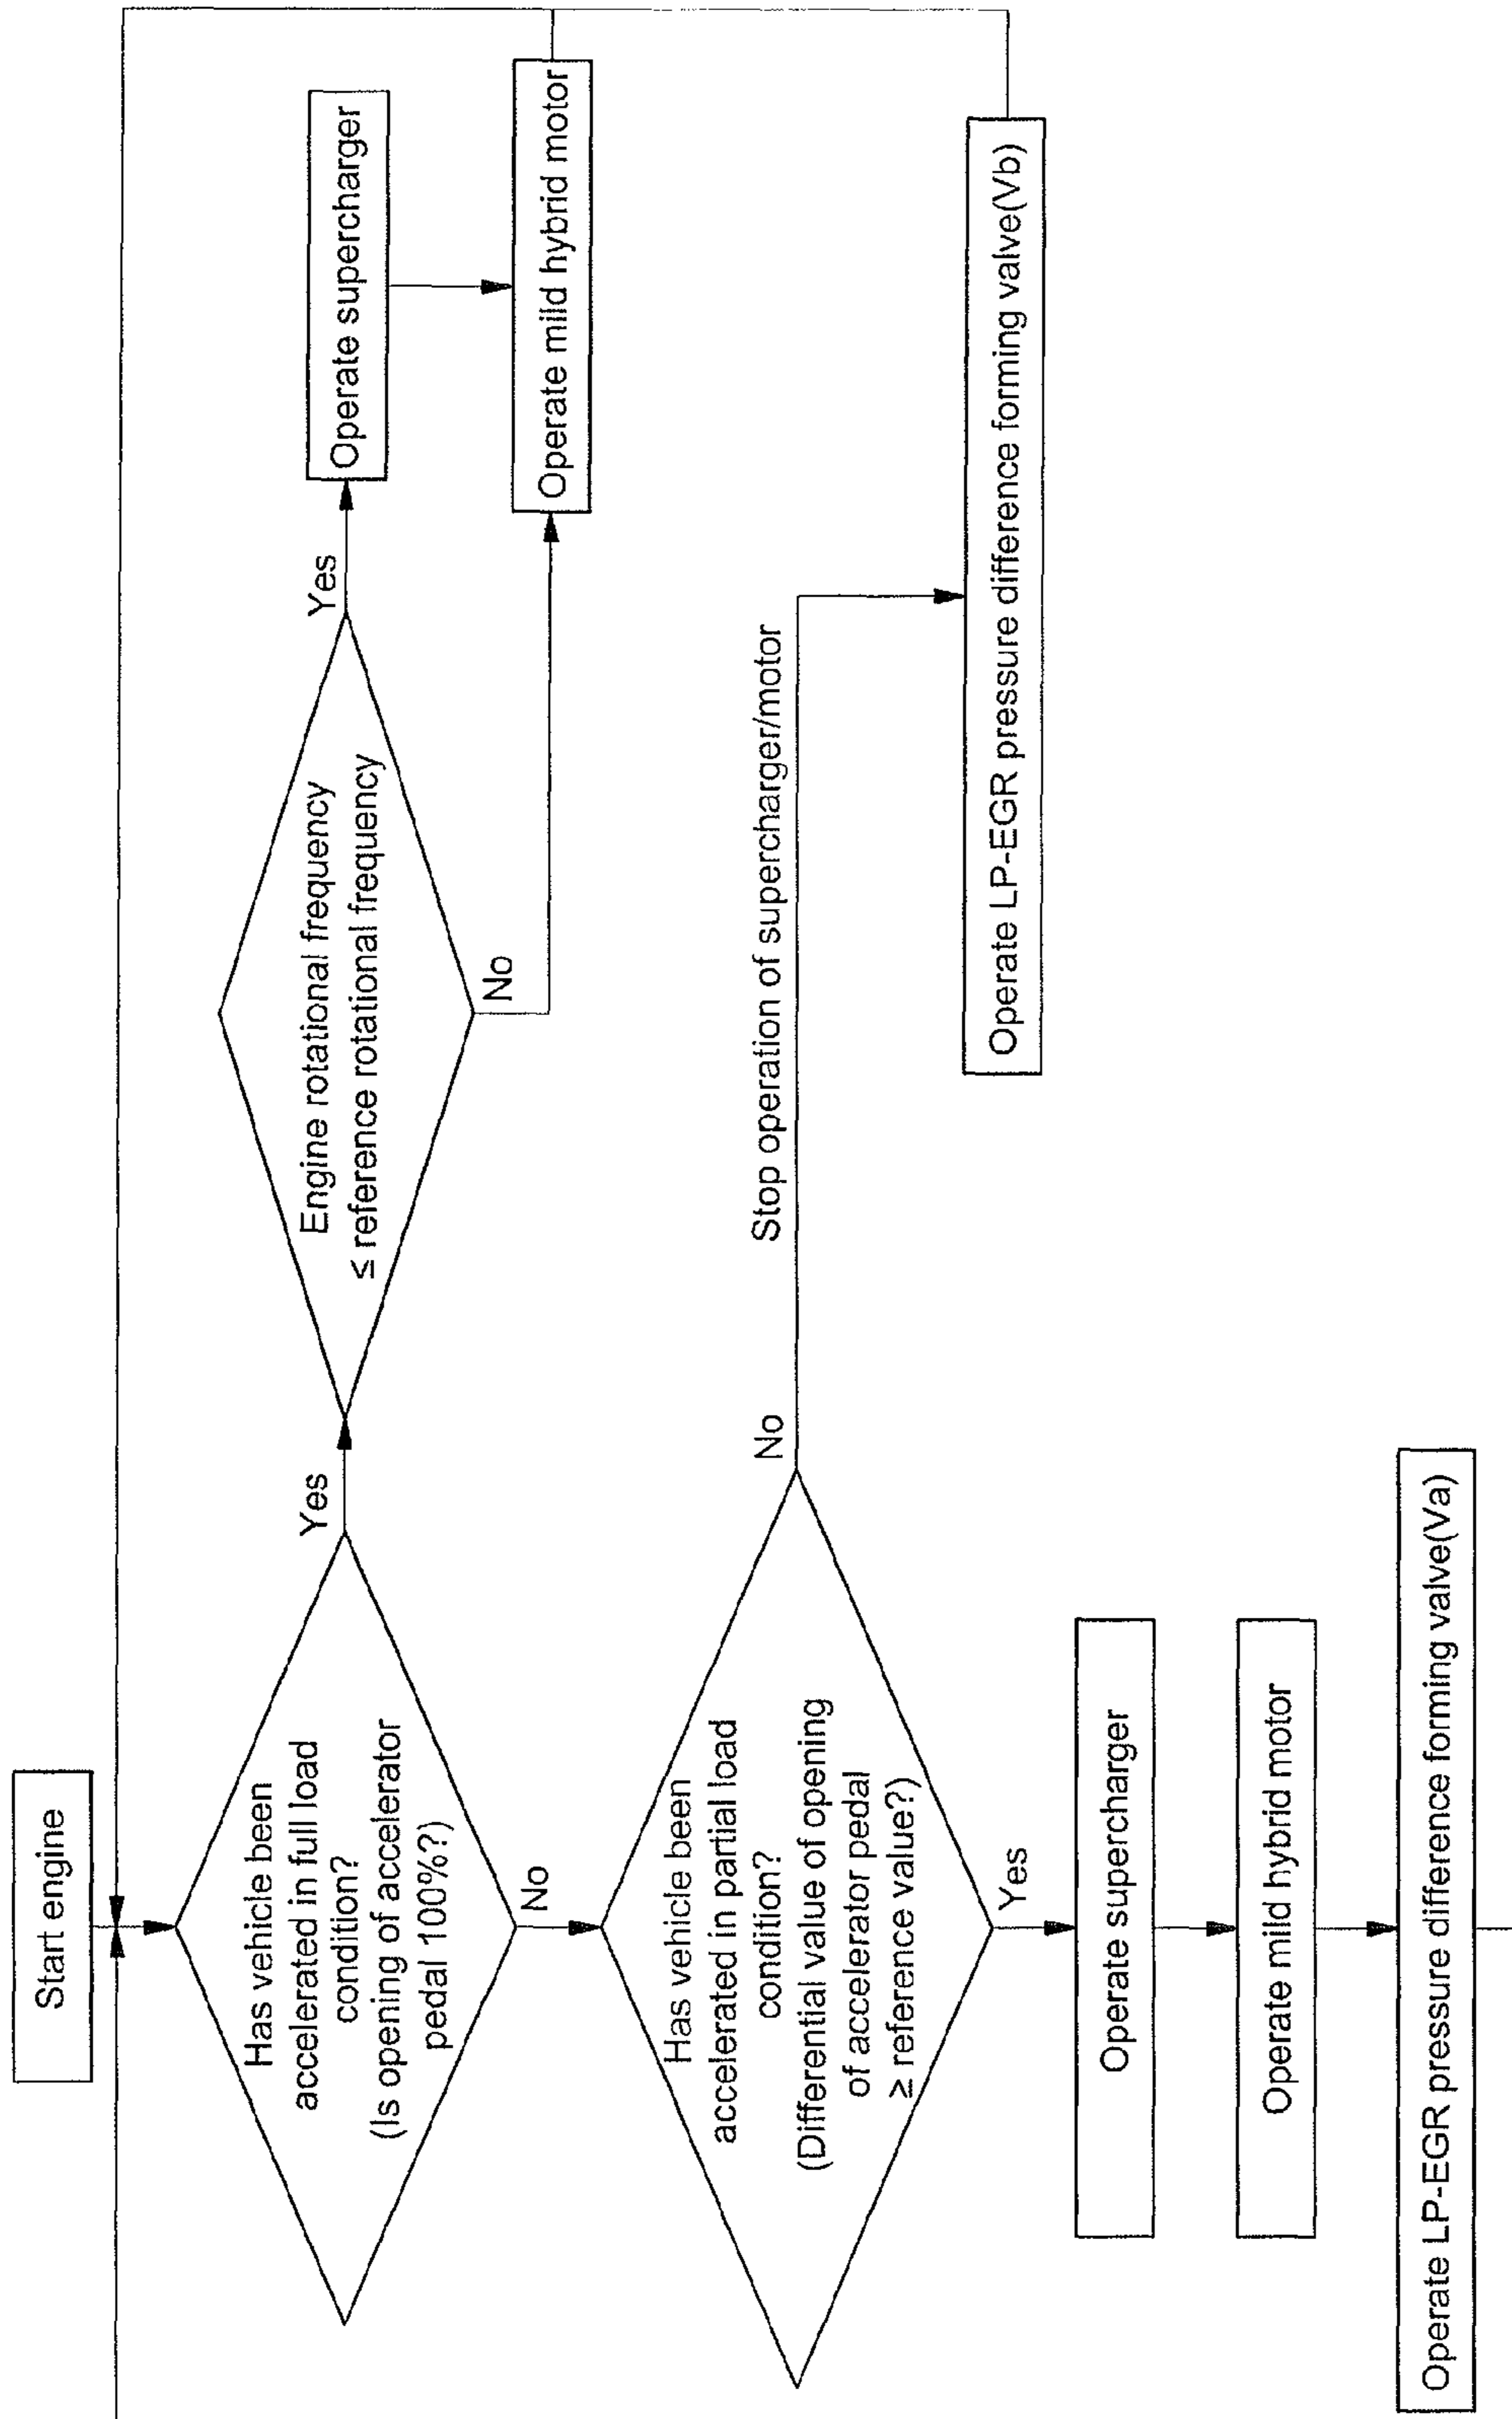 Start engine
Has vehicle been
accelerated in full load
condition?
(Is opening of accelerator
pedal 100%?)
Yes
No
Engine rotational frequency
≤ reference rotational frequency
Yes
No
Operate supercharger
Operate mild hybrid motor
Has vehicle been
accelerated in partial load
condition?
(Differential value of opening
of accelerator pedal
≥ reference value?)
No
Stop operation of supercharger/motor
Operate LP-EGR pressure difference forming valve(Vb)
Yes
Operate supercharger
Operate mild hybrid motor
Operate LP-EGR pressure difference forming valve(Va)